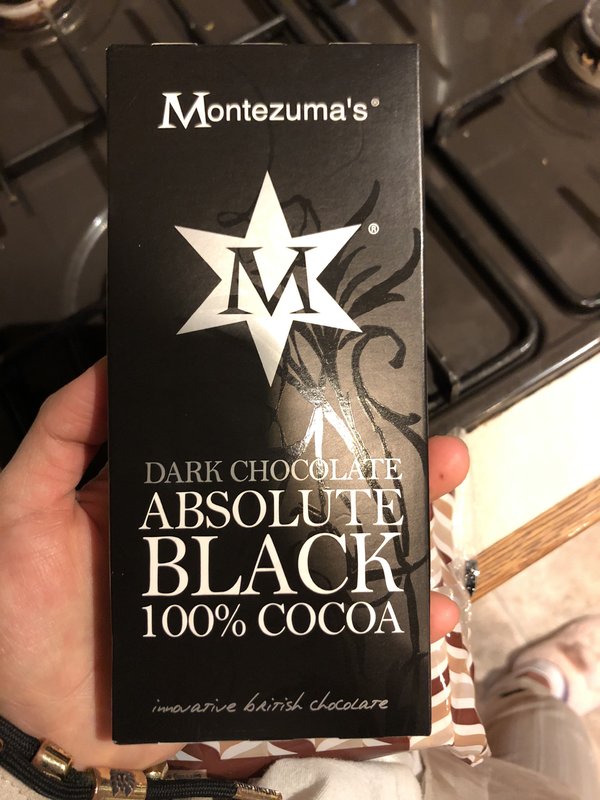 Montezuma's®
M®
DARK CHOCOLATE
ABSOLUTE
BLACK
100% COCOA
innovative british chocolate